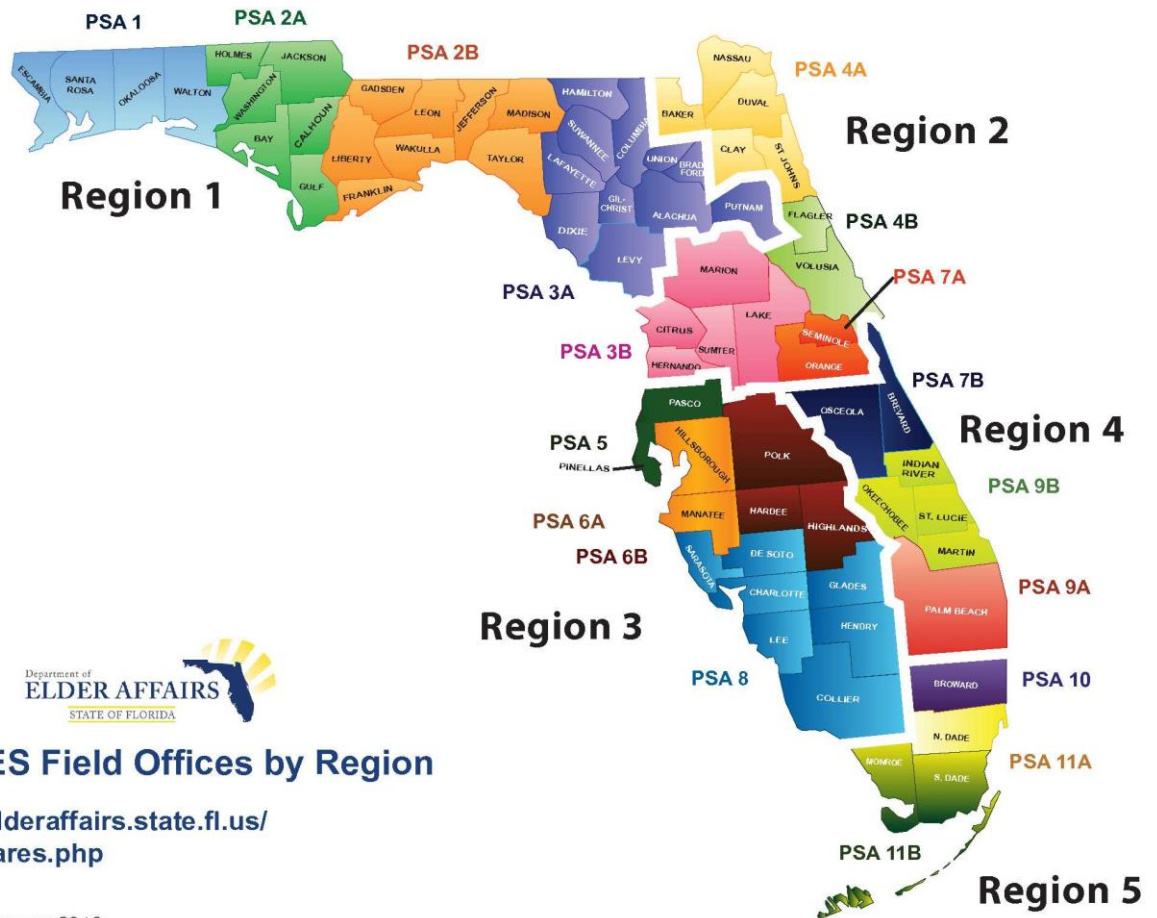 PSA 1
PSA 2A
PSA 2B
PSA 4A
Region 2
Region 1
PSA 4B
PSA 3A
PSA 7A
PSA 3B
PSA 7B
Region 4
PSA 5
PSA 9B
PSA 6A
PSA 6B
PSA 9A
Region 3
PSA 8
PSA 10
PSA 11A
PSA 11B
Region 5
ESCAMBIA
SANTA
ROSA
OKALOOSA
WALTON
HOLMES
JACKSON
WASHINGTON
BAY
CALHOUN
GULF
GADSDEN
LIBERTY
FRANKLIN
LEON
WAKULLA
JEFFERSON
MADISON
TAYLOR
HAMILTON
SUWANNEE
COLUMBIA
LAFAYETTE
UNION
BRAD
FORD
GIL-
CHRIST
ALACHUA
PUTNAM
DIXIE
LEVY
NASSAU
BAKER
DUVAL
CLAY
ST JOHNS
FLAGLER
VOLUSIA
MARION
LAKE
CITRUS
SUMTER
HERNANDO
SEMINOLE
ORANGE
PASCO
PINELLAS
HILLSBOROUGH
MANATEE
POLK
HARDEE
HIGHLANDS
OSCEOLA
BREVARD
INDIAN
RIVER
OKEECHOBEE
ST. LUCIE
MARTIN
SARASOTA
DE SOTO
CHARLOTTE
GLADES
LEE
HENDRY
COLLIER
PALM BEACH
BROWARD
N. DADE
MONROE
S. DADE
Department of
ELDER AFFAIRS
STATE OF FLORIDA
ES Field Offices by Region
lderaffairs.state.fl.us/
ares.php